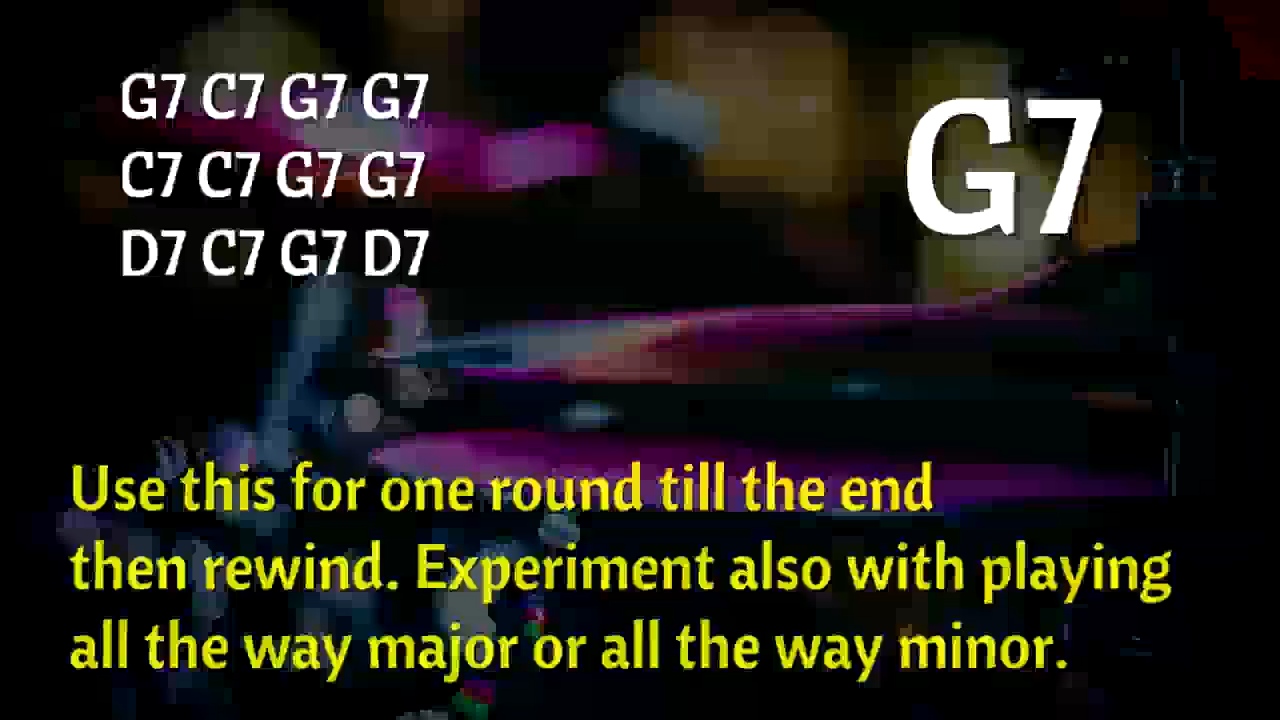 G7 C7 G7 G7
C7 C7 G7 G7
D7 C7 G7 D7
G7
Use this for one round till the end
then rewind. Experiment also with playing
all the way major or all the way minor.